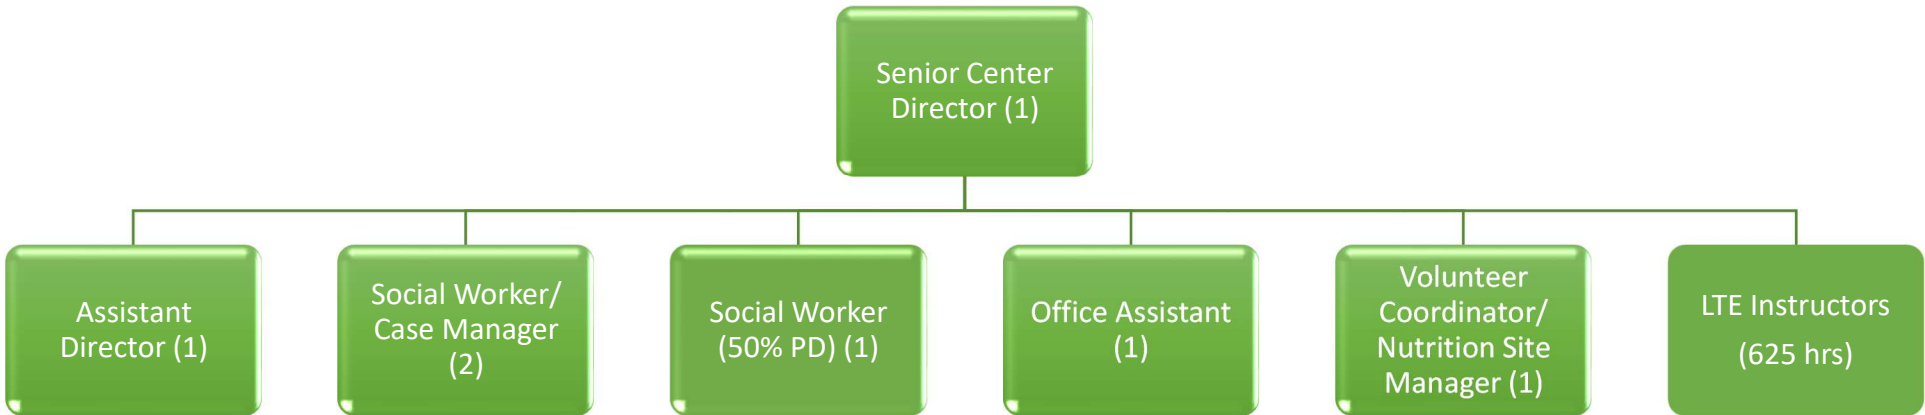 Senior Center
Director (1)
Assistant
Director (1)
Social Worker/
Case Manager
(2)
Social Worker
(50% PD) (1)
Office Assistant
(1)
Volunteer
Coordinator/
Nutrition Site
Manager (1)
LTE Instructors
(625 hrs)